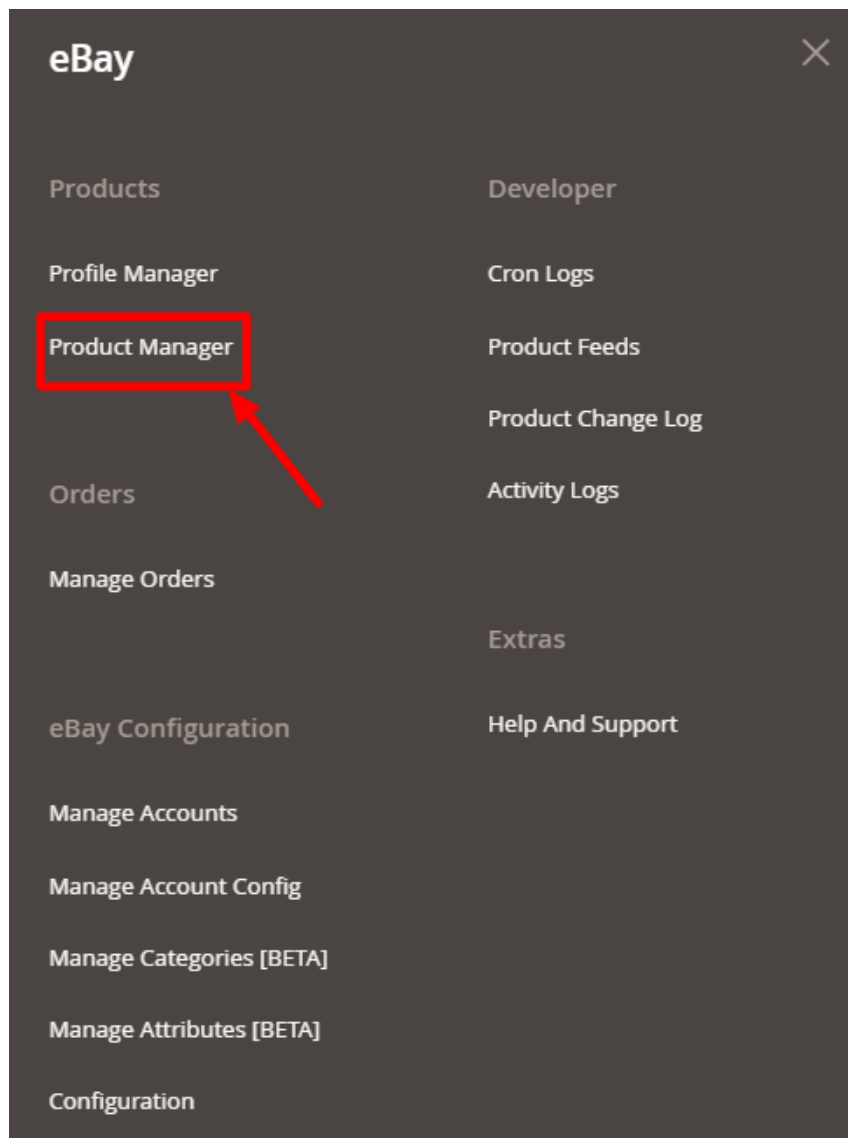 eBay
Products
Profile Manager
Product Manager
Orders
Manage Orders
eBay Configuration
Manage Accounts
Manage Account Config
Manage Categories [BETA]
Manage Attributes [BETA]
Configuration
Developer
Cron Logs
Product Feeds
Product Change Log
Activity Logs
Extras
Help And Support